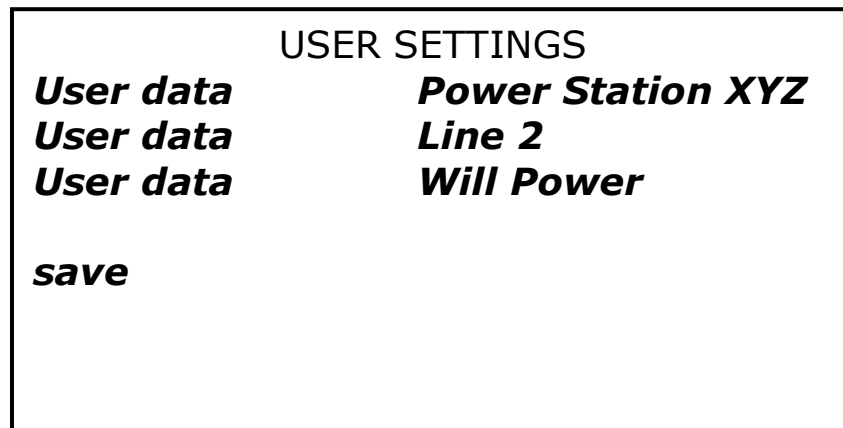 USER SETTINGS
User data Power Station XYZ
User data Line 2
User data Will Power
save